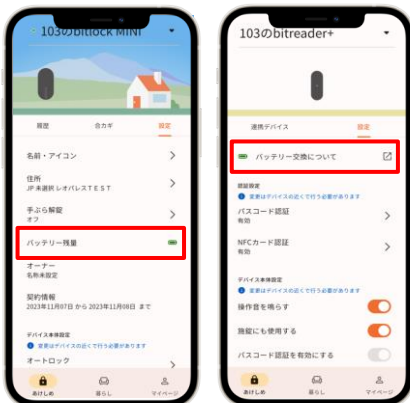 103のbitlock MINI
履歴
合カギ
設定
名前・アイコン
住所
JP 未選択 レオパレスＴＥＳＴ
手ぶら解錠
オフ
バッテリー残量
オーナー
名称未設定
契約情報
2023年11月07日 から 2023年11月08日 まで
デバイス本体設定
変更はデバイスの近くで行う必要があります
オートロック
あけしめ
暮らし
マイページ
103のbitreader+
連携デバイス
設定
バッテリー交換について
認証設定
変更はデバイスの近くで行う必要があります
パスコード認証
有効
NFCカード認証
有効
デバイス本体設定
変更はデバイスの近くで行う必要があります
操作音を鳴らす
施錠にも使用する
パスコード認証を有効にする
あけしめ
暮らし
マイページ